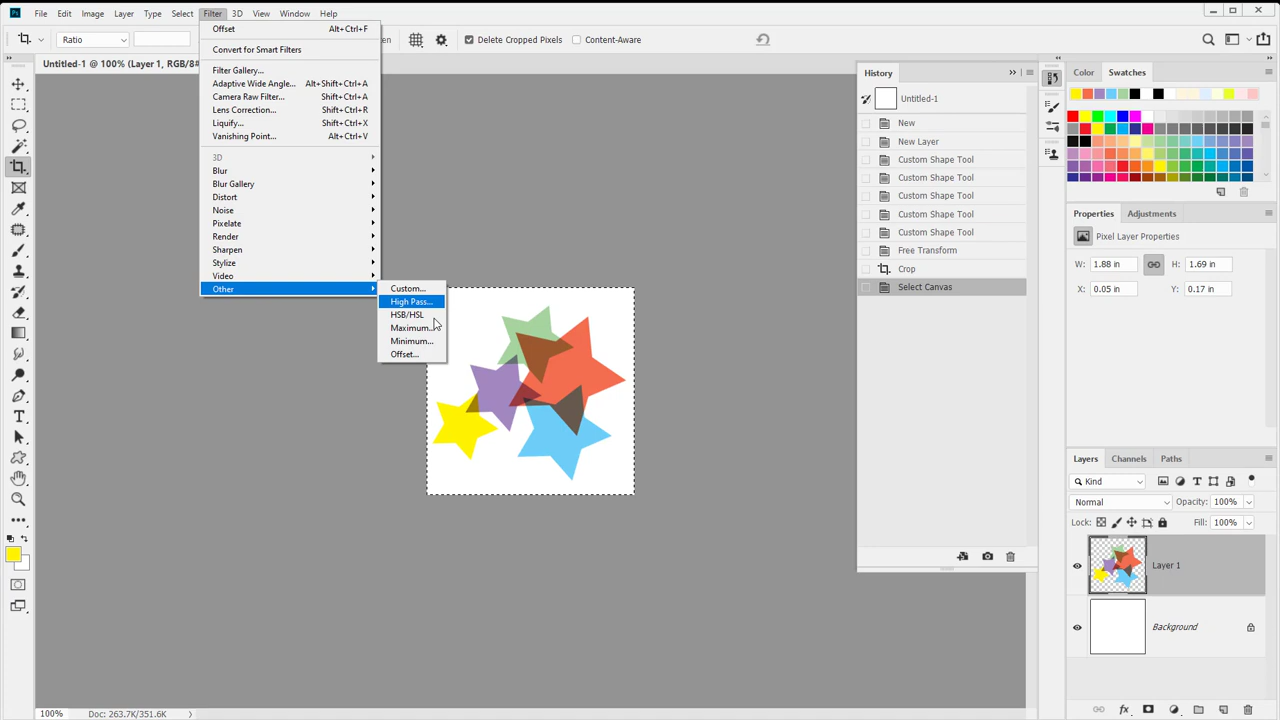 Ps File Edit Image Layer Type Select Filter 3D View Window Help
Ratio Delete Cropped Pixels Content-Aware
Untitled-1 @ 100% (Layer 1, RGB/8#
Offset Alt+Ctrl+F
Convert for Smart Filters
Filter Gallery...
Adaptive Wide Angle... Alt+Shift+Ctrl+A
Camera Raw Filter... Shift+Ctrl+A
Lens Correction... Shift+Ctrl+R
Liquify... Shift+Ctrl+X
Vanishing Point... Alt+Ctrl+V
3D
Blur
Blur Gallery
Distort
Noise
Pixelate
Render
Sharpen
Stylize
Video
Other
Custom...
High Pass...
HSB/HSL
Maximum...
Minimum...
Offset...
History
Untitled-1
New
New Layer
Custom Shape Tool
Custom Shape Tool
Custom Shape Tool
Custom Shape Tool
Custom Shape Tool
Free Transform
Crop
Select Canvas
Color Swatches
Properties Adjustments
Pixel Layer Properties
W: 1.88 in H: 1.69 in
X: 0.05 in Y: 0.17 in
Layers Channels Paths
Kind
Normal Opacity: 100%
Lock: Fill: 100%
Layer 1
Background
fx
100% Doc: 263.7K/351.6K